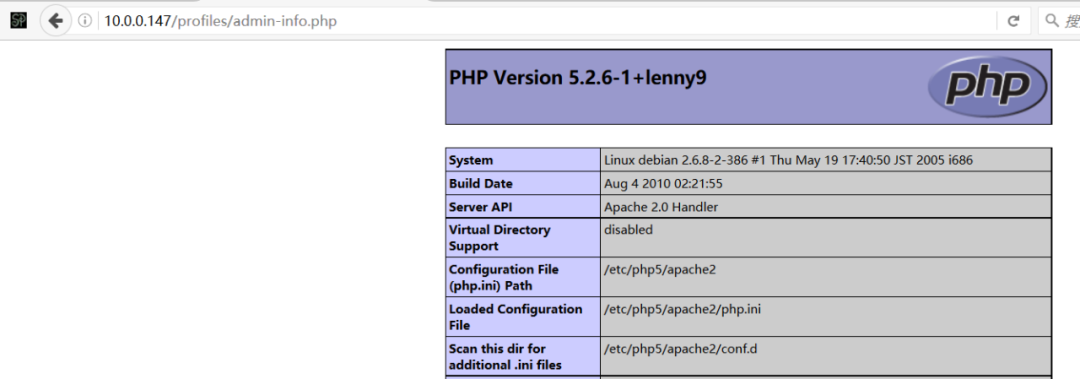 SP
10.0.0.147/profiles/admin-info.php
搜
PHP Version 5.2.6-1+lenny9
php
System Linux debian 2.6.8-2-386 #1 Thu May 19 17:40:50 JST 2005 i686
Build Date Aug 4 2010 02:21:55
Server API Apache 2.0 Handler
Virtual Directory disabled
Support
Configuration File /etc/php5/apache2
(php.ini) Path
Loaded Configuration /etc/php5/apache2/php.ini
File
Scan this dir for /etc/php5/apache2/conf.d
additional .ini files